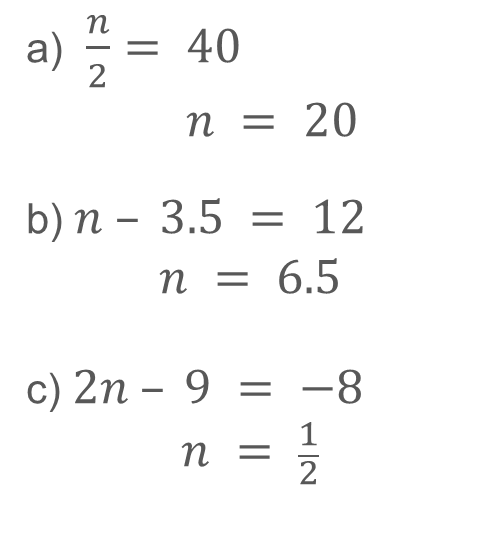 a) n/2 = 40
n = 20
b) n – 3.5 = 12
n = 6.5
c) 2n – 9 = −8
n = 1/2